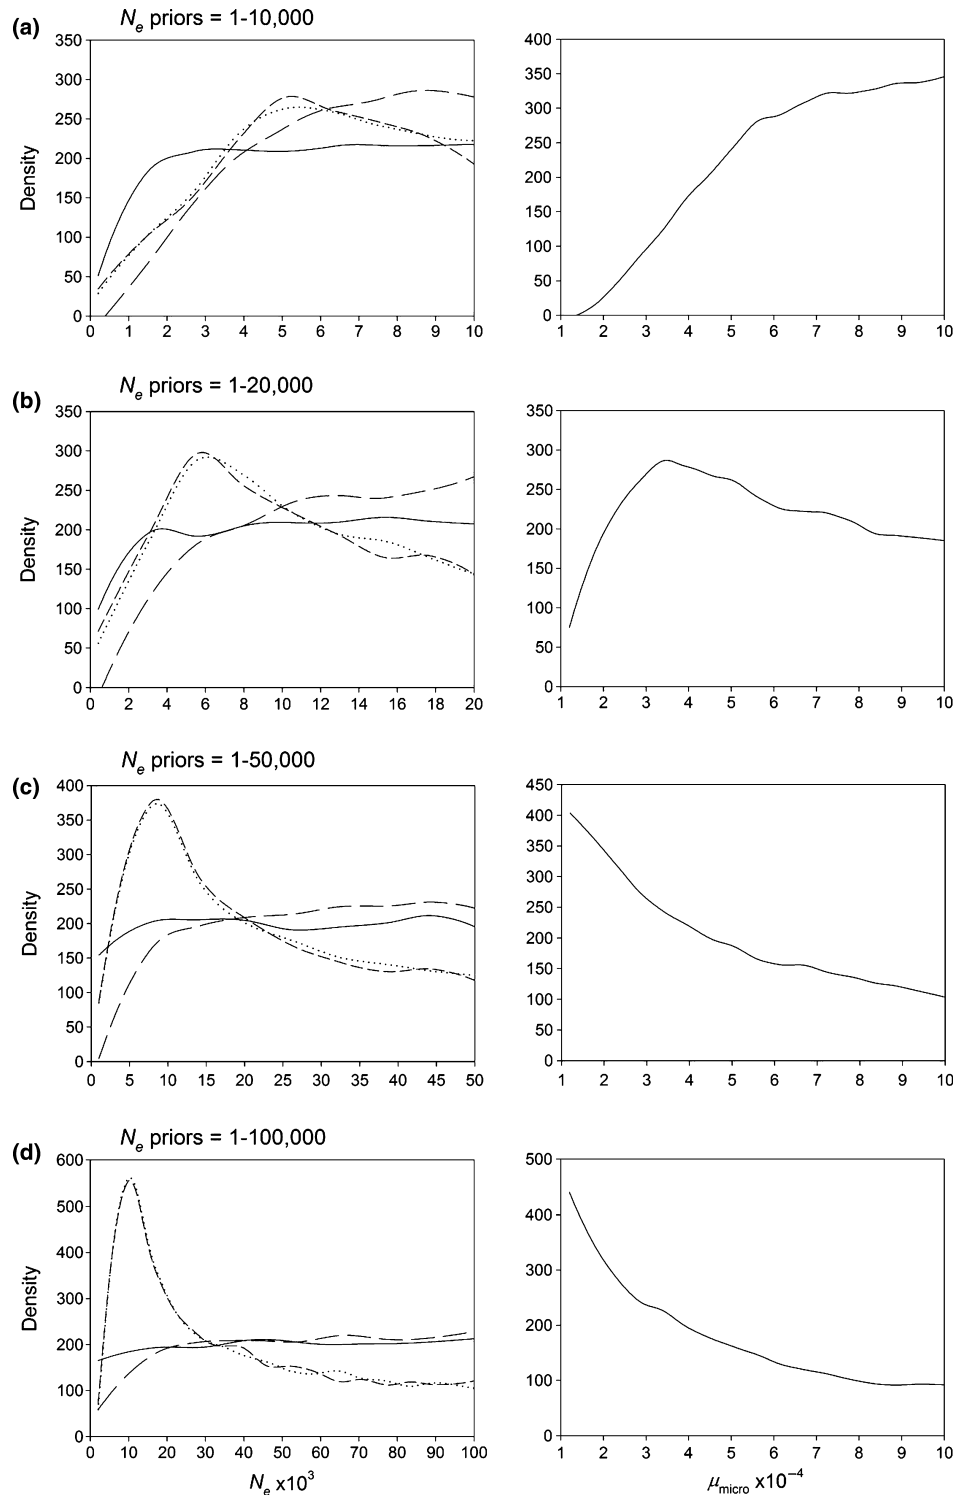 (a)
Ne priors = 1-10,000
Density
350
300
250
200
150
100
50
0
0 1 2 3 4 5 6 7 8 9 10
400
350
300
250
200
150
100
50
0
1 2 3 4 5 6 7 8 9 10
(b)
Ne priors = 1-20,000
Density
350
300
250
200
150
100
50
0
0 2 4 6 8 10 12 14 16 18 20
350
300
250
200
150
100
50
0
1 2 3 4 5 6 7 8 9 10
(c)
Ne priors = 1-50,000
Density
400
350
300
250
200
150
100
50
0
0 5 10 15 20 25 30 35 40 45 50
450
400
350
300
250
200
150
100
50
0
1 2 3 4 5 6 7 8 9 10
(d)
Ne priors = 1-100,000
Density
600
500
400
300
200
100
0
0 10 20 30 40 50 60 70 80 90 100
Ne x10³
500
400
300
200
100
0
1 2 3 4 5 6 7 8 9 10
μmicro x10⁻⁴